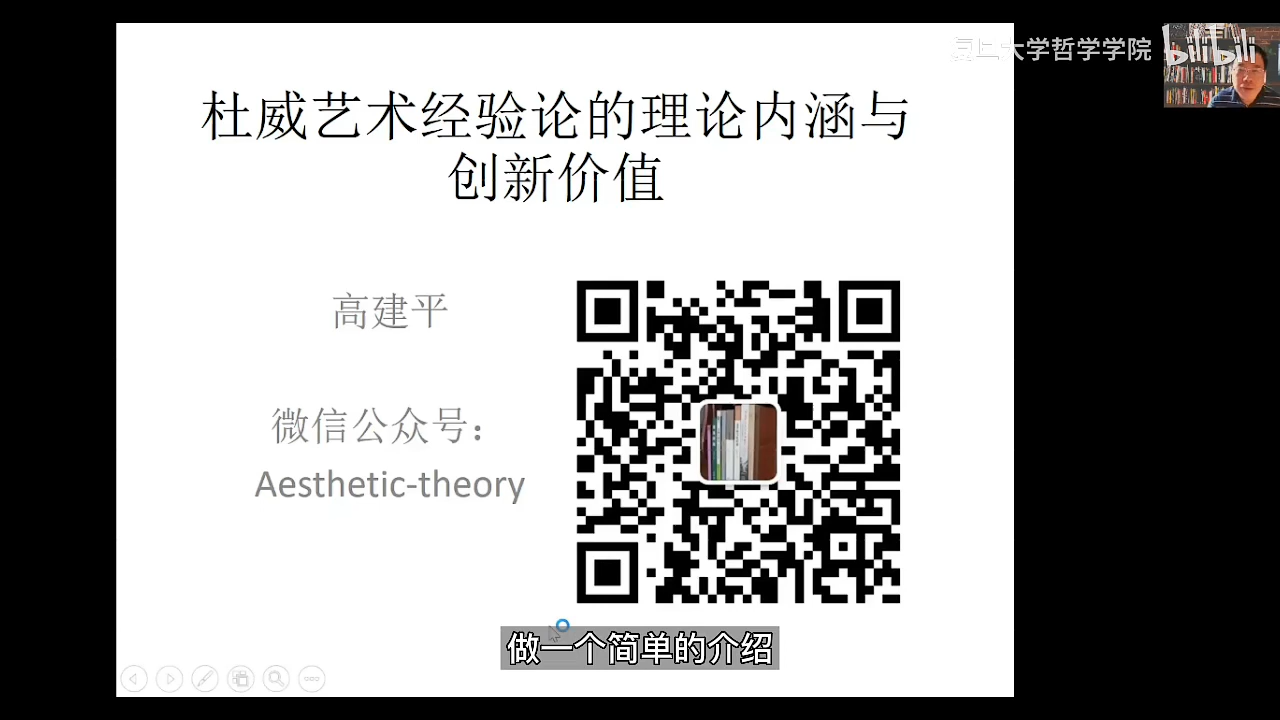 大学哲学学院
bilibili
杜威艺术经验论的理论内涵与
创新价值
高建平
微信公众号：
Aesthetic-theory
做一个简单的介绍